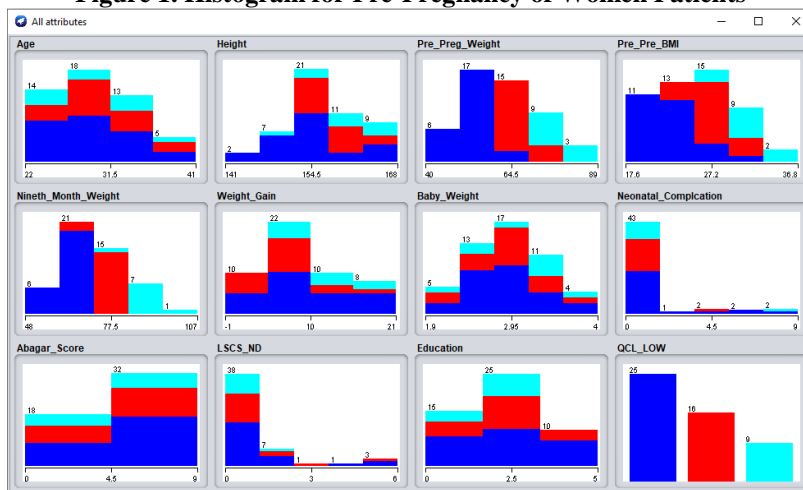 Figure 1. Histogram for Pre-Pregnancy of Women Patients
All attributes
Age
14
18
13
5
22 31.5 41
Height
2
7
21
11
9
141 154.5 168
Pre_Preg_Weight
6
17
15
9
3
40 64.5 89
Pre_Pre_BMI
11
13
15
9
2
17.6 27.2 36.8
Nineth_Month_Weight
6
21
15
7
1
48 77.5 107
Weight_Gain
10
22
10
8
-1 10 21
Baby_Weight
5
13
17
11
4
1.9 2.95 4
Neonatal_Complcation
43
1
2
2
2
0 4.5 9
Abagar_Score
18
32
0 4.5 9
LSCS_ND
38
7
1
1
3
0 3 6
Education
15
25
10
0 2.5 5
QCL_LOW
25
16
9